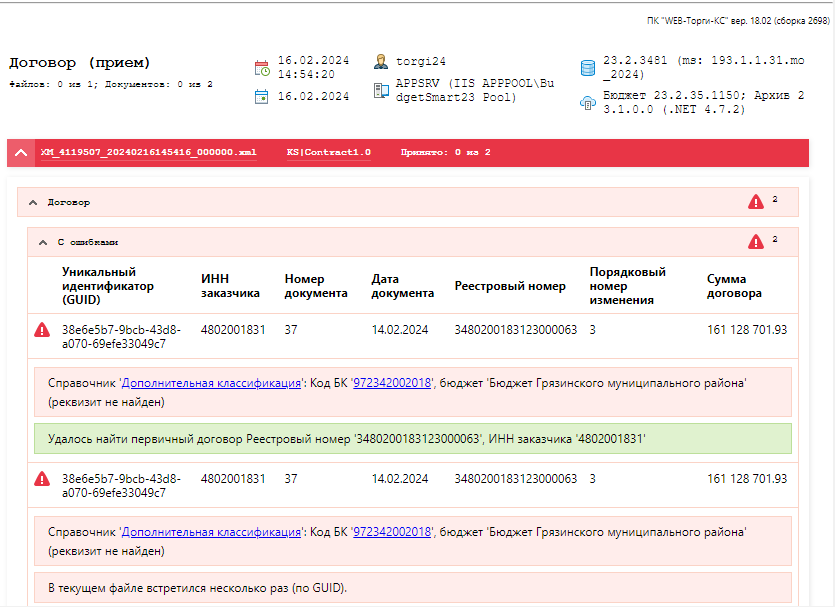 ПК "WEB-Торги-КС" вер. 18.02 (сборка 2698)
Договор (прием)
Файлов: 0 из 1; Документов: 0 из 2
16.02.2024
14:54:20
16.02.2024
torgi24
APPSRV (IIS APPPOOL\Bu
dgetSmart23 Pool)
23.2.3481 (ms: 193.1.1.31.mo
_2024)
Бюджет 23.2.35.1150; Архив 2
3.1.0.0 (.NET 4.7.2)
XM_4119507_20240216145416_000000.xml KS|Contract1.0 Принято: 0 из 2
Договор 2
С ошибками 2
Уникальный идентификатор (GUID) ИНН заказчика Номер документа Дата документа Реестровый номер Порядковый номер изменения Сумма договора
38e6e5b7-9bcb-43d8-a070-69efe33049c7 4802001831 37 14.02.2024 3480200183123000063 3 161 128 701.93
Справочник 'Дополнительная классификация': Код БК '972342002018', бюджет 'Бюджет Грязинского муниципального района'
(реквизит не найден)
Удалось найти первичный договор Реестровый номер '3480200183123000063', ИНН заказчика '4802001831'
38e6e5b7-9bcb-43d8-a070-69efe33049c7 4802001831 37 14.02.2024 3480200183123000063 3 161 128 701.93
Справочник 'Дополнительная классификация': Код БК '972342002018', бюджет 'Бюджет Грязинского муниципального района'
(реквизит не найден)
В текущем файле встретился несколько раз (по GUID).